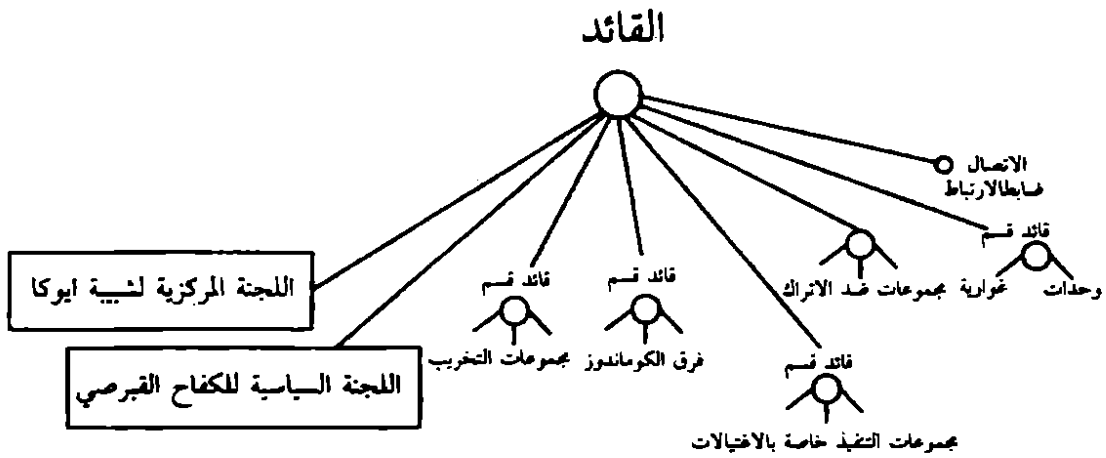 القائد
الاتصال
ضابط الارتباط
قائد قسم
وحدات غوارية
مجموعات ضد الاتراك
قائد قسم
مجموعات التنفيذ خاصة بالاغتيالات
قائد قسم
فرق الكوماندوز
قائد قسم
مجموعات التخريب
اللجنة المركزية لشبيبة ايوكا
اللجنة السياسية للكفاح القبرصي